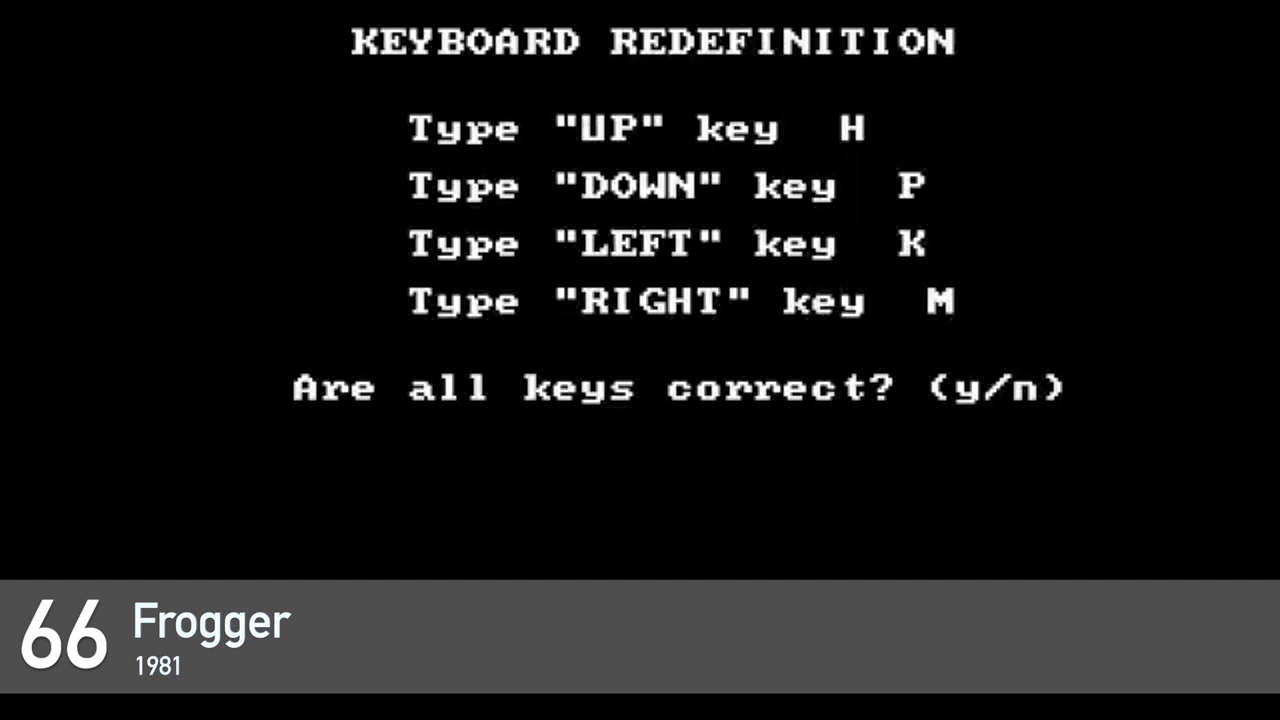 KEYBOARD REDEFINITION
Type "UP" key H
Type "DOWN" key P
Type "LEFT" key K
Type "RIGHT" key M
Are all keys correct? (y/n)
66 Frogger
1981